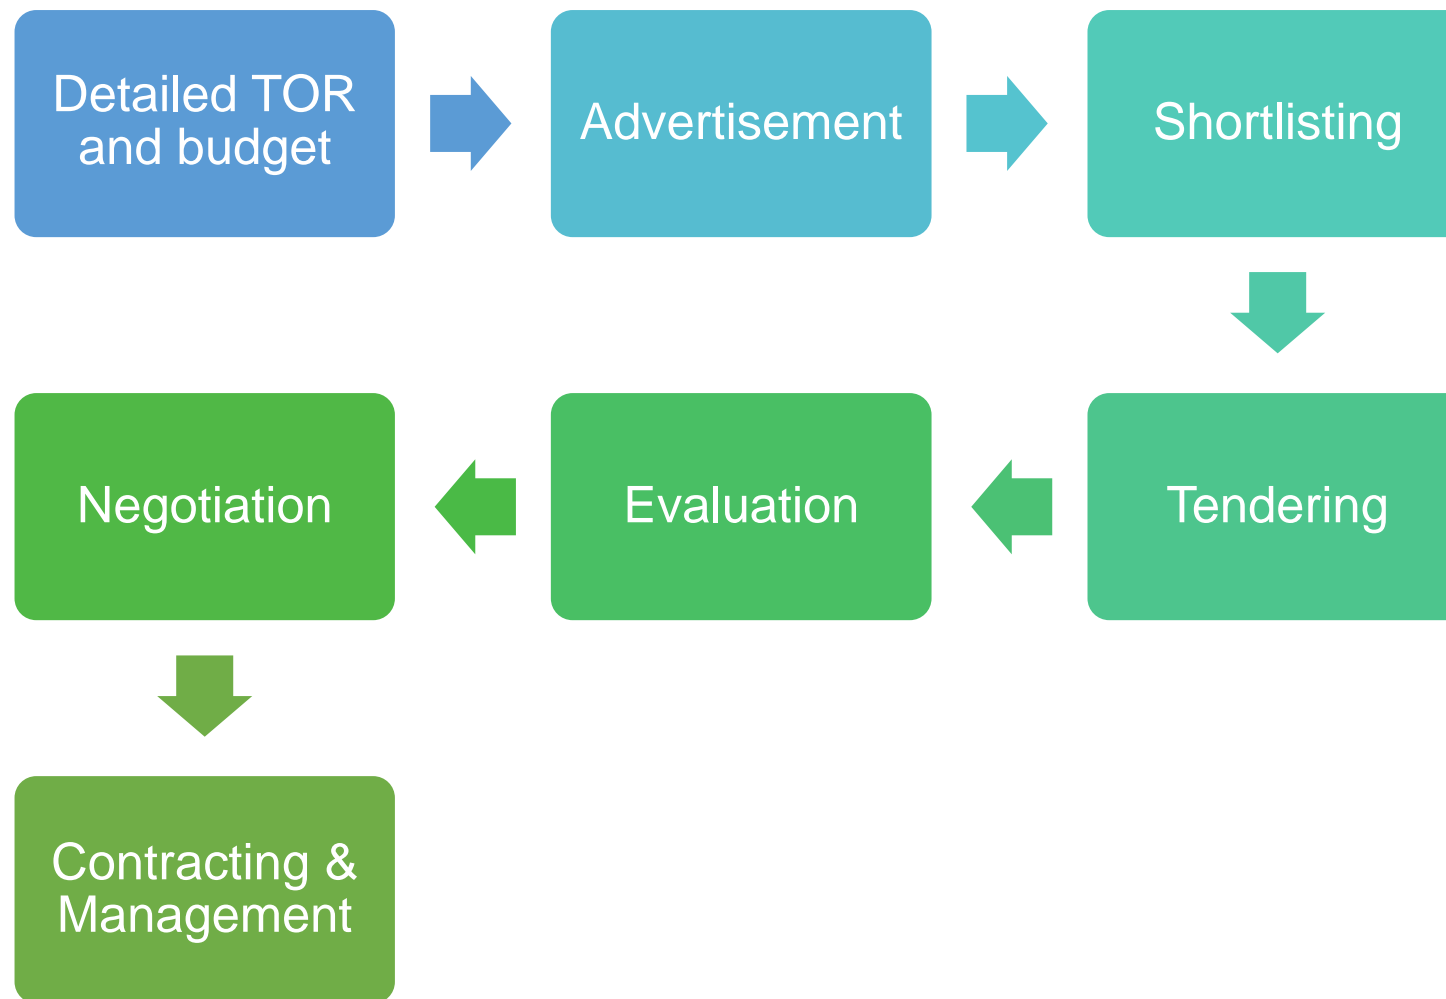 Detailed TOR
and budget
Advertisement
Shortlisting
Tendering
Evaluation
Negotiation
Contracting &
Management